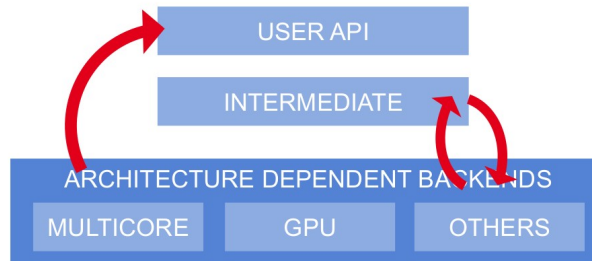 USER API
INTERMEDIATE
ARCHITECTURE DEPENDENT BACKENDS
MULTICORE
GPU
OTHERS